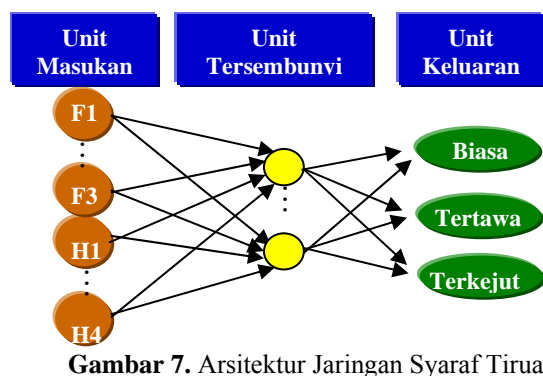 Unit Masukan
Unit Tersembunyi
Unit Keluaran
F1
F3
H1
H4
Biasa
Tertawa
Terkejut
Gambar 7. Arsitektur Jaringan Syaraf Tirua